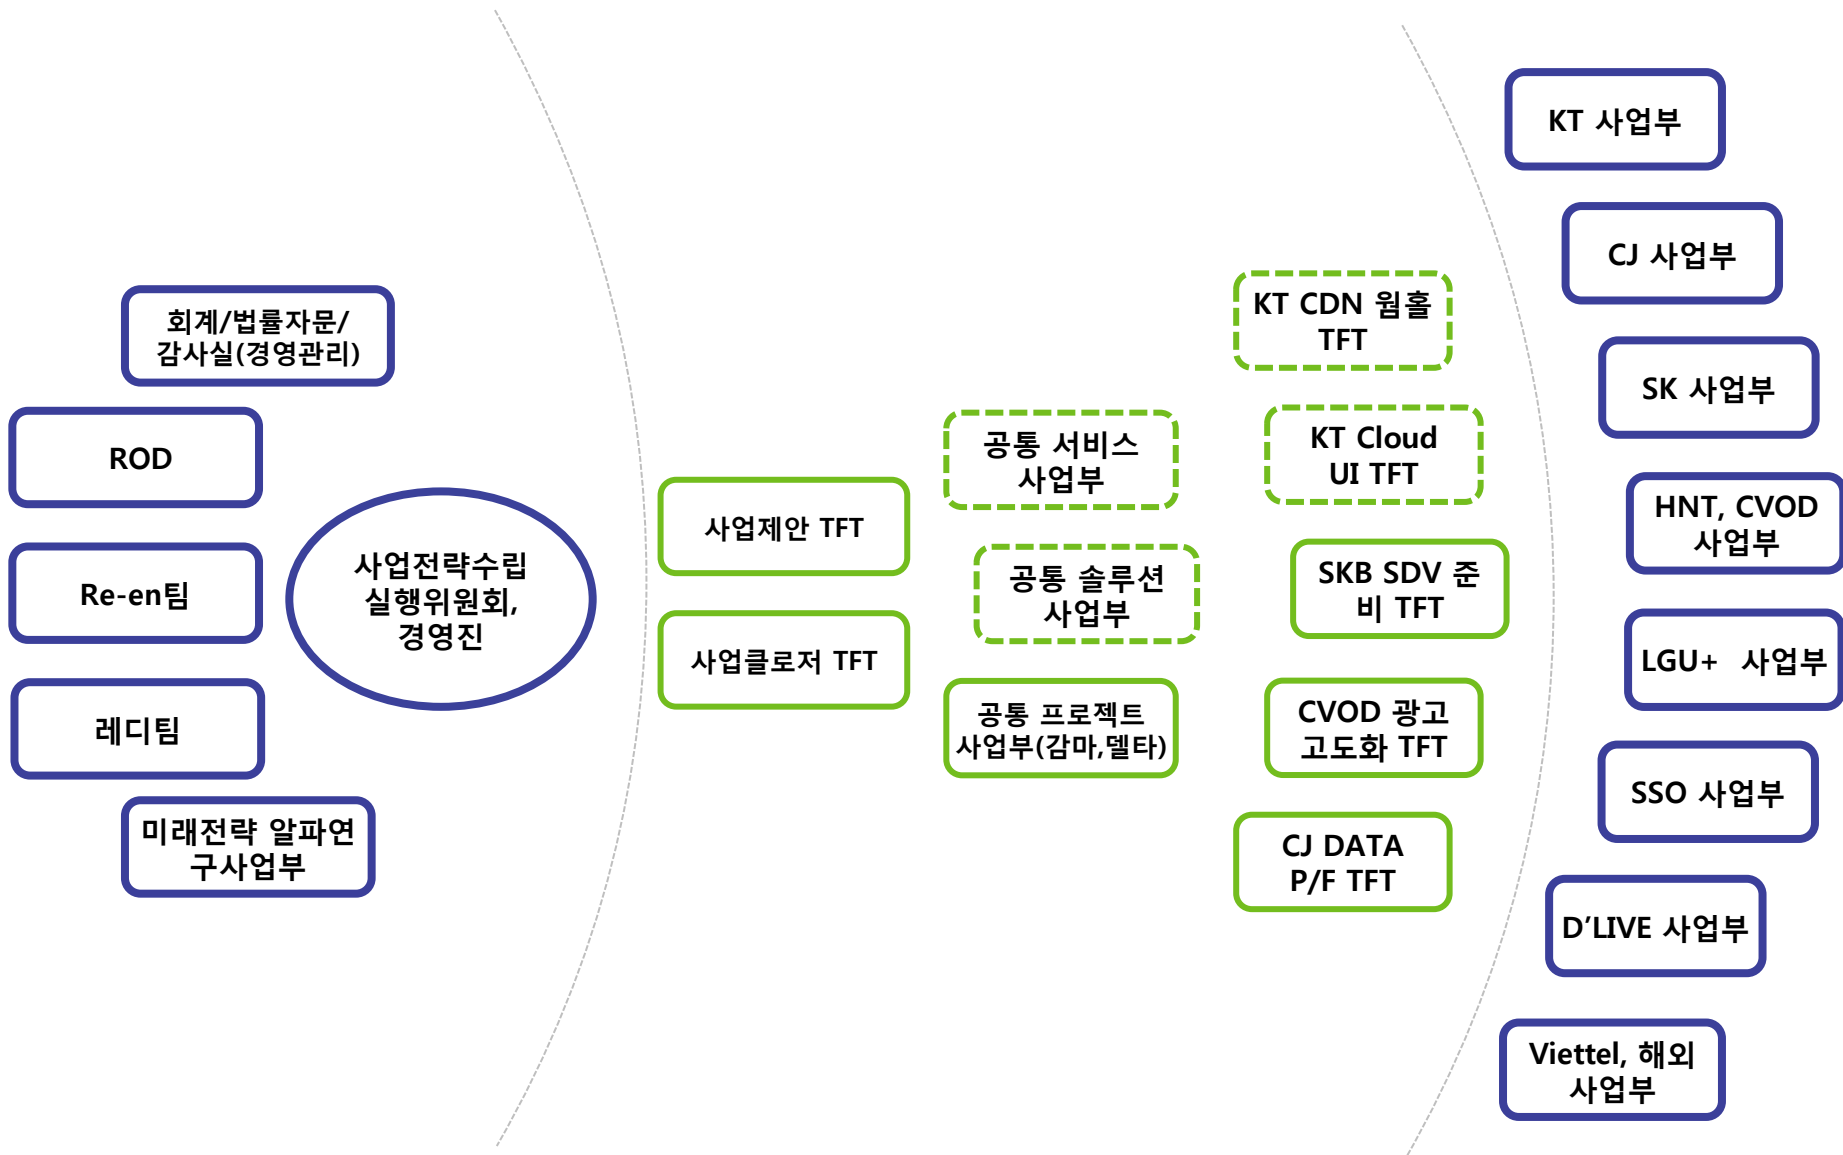 회계/법률자문/
감사실(경영관리)
ROD
Re-en팀
레디팀
미래전략 알파연
구사업부
사업전략수립
실행위원회,
경영진
사업제안 TFT
사업클로저 TFT
공통 서비스
사업부
공통 솔루션
사업부
공통 프로젝트
사업부(감마,델타)
KT CDN 웜홀
TFT
KT Cloud
UI TFT
SKB SDV 준
비 TFT
CVOD 광고
고도화 TFT
CJ DATA
P/F TFT
KT 사업부
CJ 사업부
SK 사업부
HNT, CVOD
사업부
LGU+ 사업부
SSO 사업부
D’LIVE 사업부
Viettel, 해외
사업부